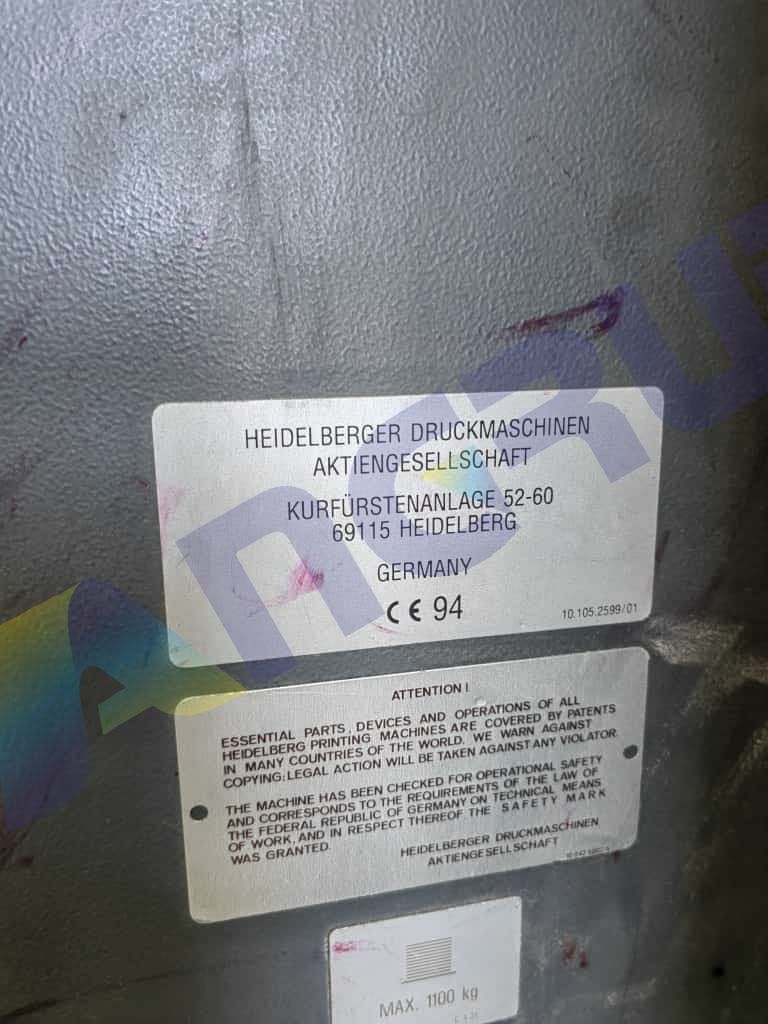 HEIDELBERGER DRUCKMASCHINEN
AKTIENGESELLSCHAFT
KURFÜRSTENANLAGE 52-60
69115 HEIDELBERG
GERMANY
CE 94
10.105.2599/01
ATTENTION !
ESSENTIAL PARTS, DEVICES AND OPERATIONS OF ALL
HEIDELBERG PRINTING MACHINES ARE COVERED BY PATENTS
IN MANY COUNTRIES OF THE WORLD. WE WARN AGAINST
COPYING; LEGAL ACTION WILL BE TAKEN AGAINST ANY VIOLATOR.
THE MACHINE HAS BEEN CHECKED FOR OPERATIONAL SAFETY
AND CORRESPONDS TO THE REQUIREMENTS OF THE LAW OF
THE FEDERAL REPUBLIC OF GERMANY ON TECHNICAL MEANS
OF WORK, AND IN RESPECT THEREOF THE SAFETY MARK
WAS GRANTED.
HEIDELBERGER DRUCKMASCHINEN
AKTIENGESELLSCHAFT
MAX. 1100 kg